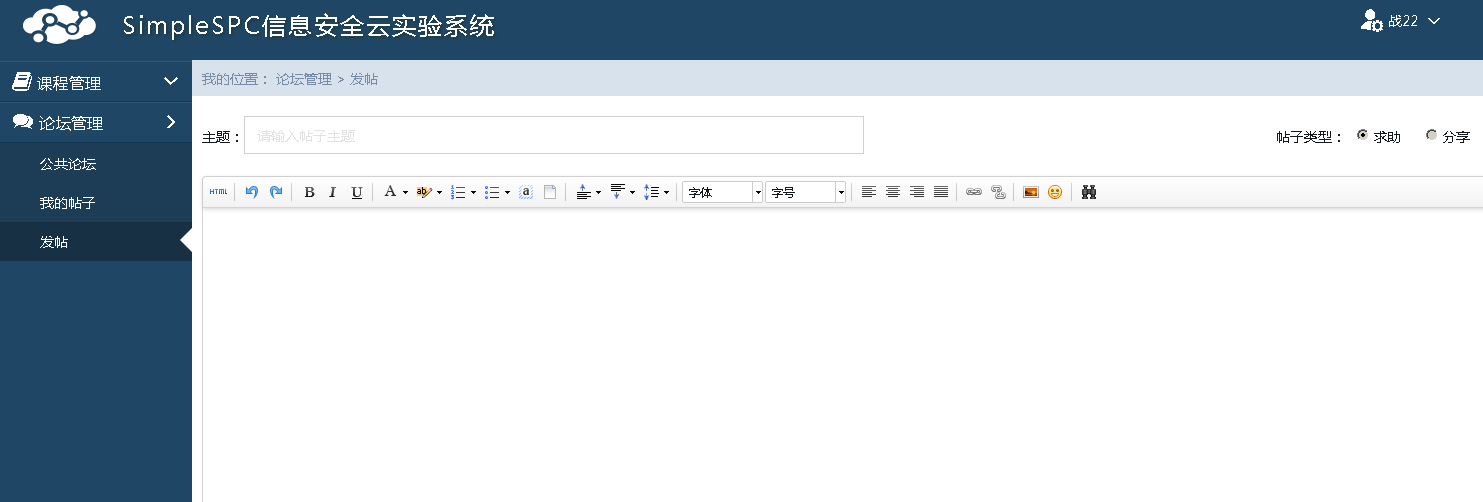 SimpleSPC信息安全云实验系统
战22
课程管理
论坛管理
公共论坛
我的帖子
发帖
我的位置： 论坛管理 > 发帖
主题： 请输入帖子主题
帖子类型： 求助 分享
HTML B I U A ab a 字体 字号